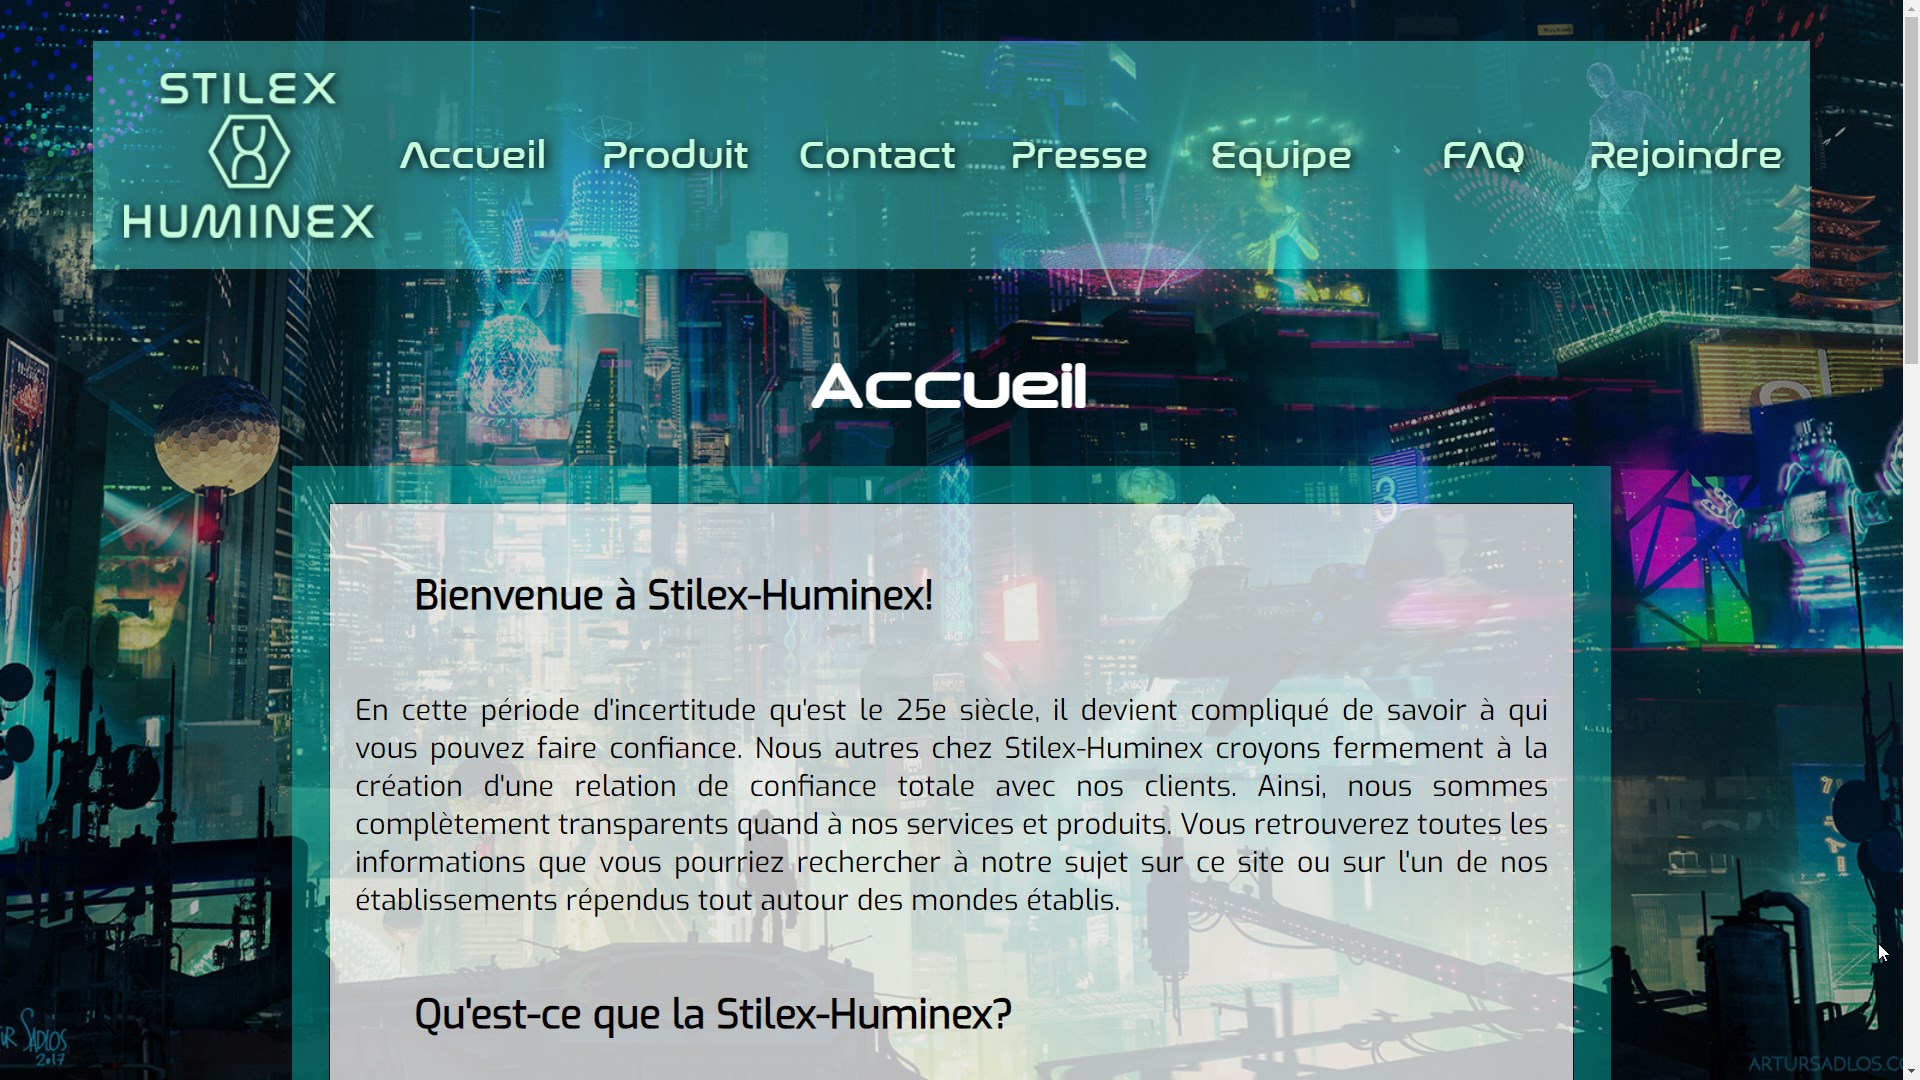 STILEX
HUMINEX
Accueil Produit Contact Presse Equipe FAQ Rejoindre
Accueil
3
Bienvenue à Stilex-Huminex!
En cette période d'incertitude qu'est le 25e siècle, il devient compliqué de savoir à qui
vous pouvez faire confiance. Nous autres chez Stilex-Huminex croyons fermement à la
création d'une relation de confiance totale avec nos clients. Ainsi, nous sommes
complètement transparents quand à nos services et produits. Vous retrouverez toutes les
informations que vous pourriez rechercher à notre sujet sur ce site ou sur l'un de nos
établissements répendus tout autour des mondes établis.
Qu'est-ce que la Stilex-Huminex?
SADLOS
2017
ARTURSADLOS.CO